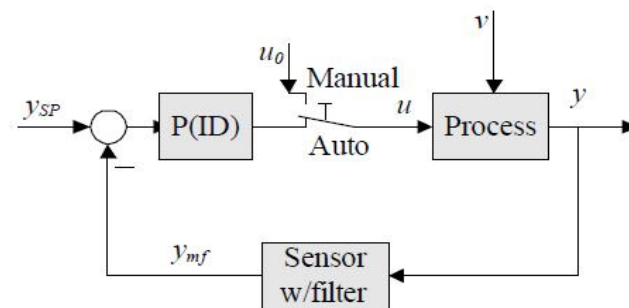 v
u0
Manual
ySP
P(ID)
u
Process
y
Auto
ymf
Sensor
w/filter